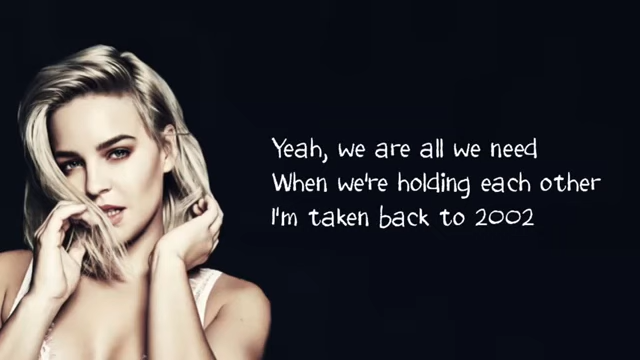 Yeah, we are all we need
When we're holding each other
I'm taken back to 2002